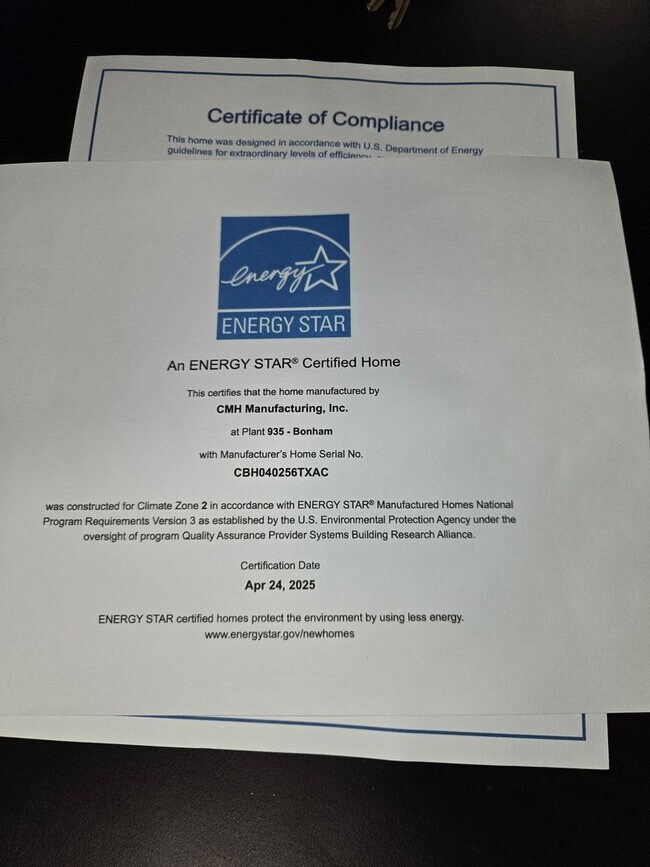 Certificate of Compliance
This home was designed in accordance with U.S. Department of Energy
guidelines for extraordinary levels of efficiency
energy
ENERGY STAR
An ENERGY STAR® Certified Home
This certifies that the home manufactured by
CMH Manufacturing, Inc.
at Plant 935 - Bonham
with Manufacturer's Home Serial No.
CBH040256TXAC
was constructed for Climate Zone 2 in accordance with ENERGY STAR® Manufactured Homes National
Program Requirements Version 3 as established by the U.S. Environmental Protection Agency under the
oversight of program Quality Assurance Provider Systems Building Research Alliance.
Certification Date
Apr 24, 2025
ENERGY STAR certified homes protect the environment by using less energy.
www.energystar.gov/newhomes